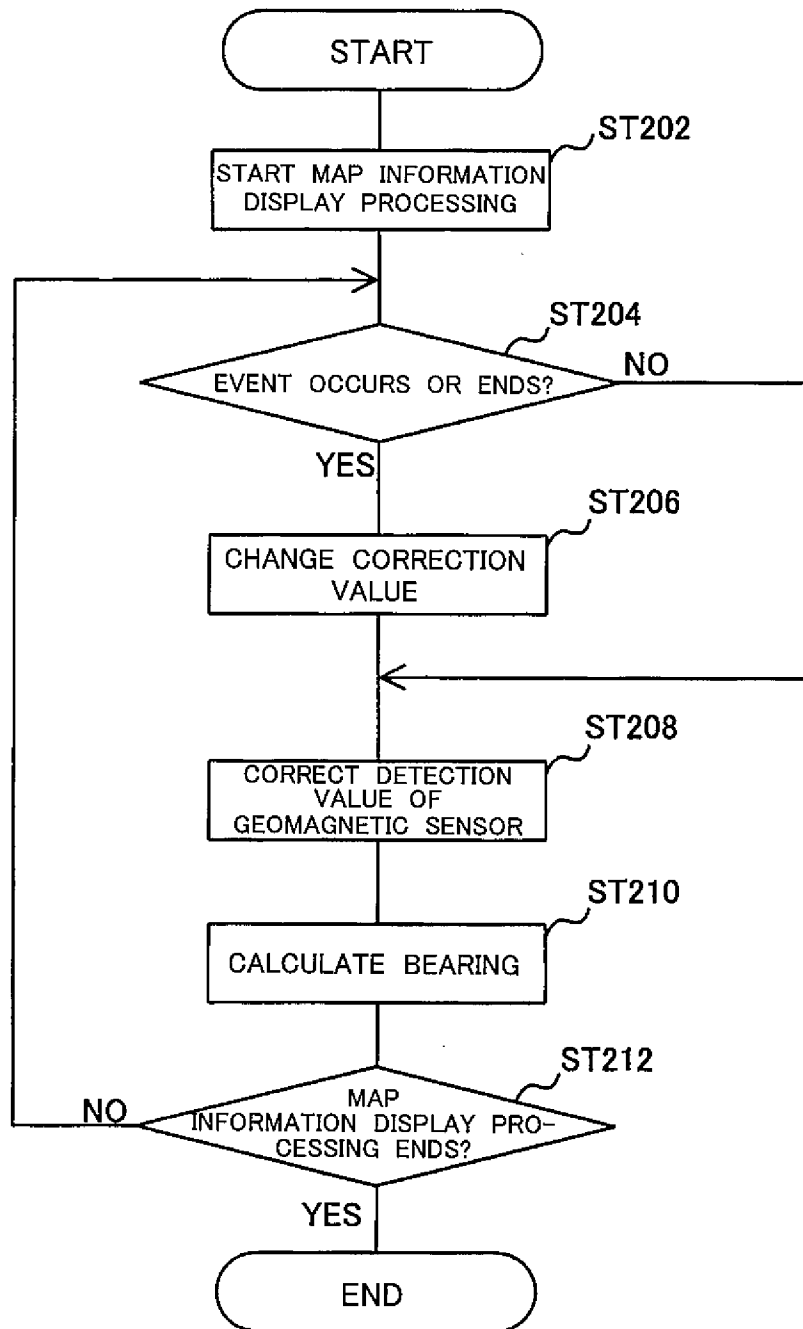 START
ST202
START MAP INFORMATION
DISPLAY PROCESSING
ST204
EVENT OCCURS OR ENDS?
NO
YES
ST206
CHANGE CORRECTION
VALUE
ST208
CORRECT DETECTION
VALUE OF
GEOMAGNETIC SENSOR
ST210
CALCULATE BEARING
ST212
MAP
INFORMATION DISPLAY PRO-
CESSING ENDS?
NO
YES
END